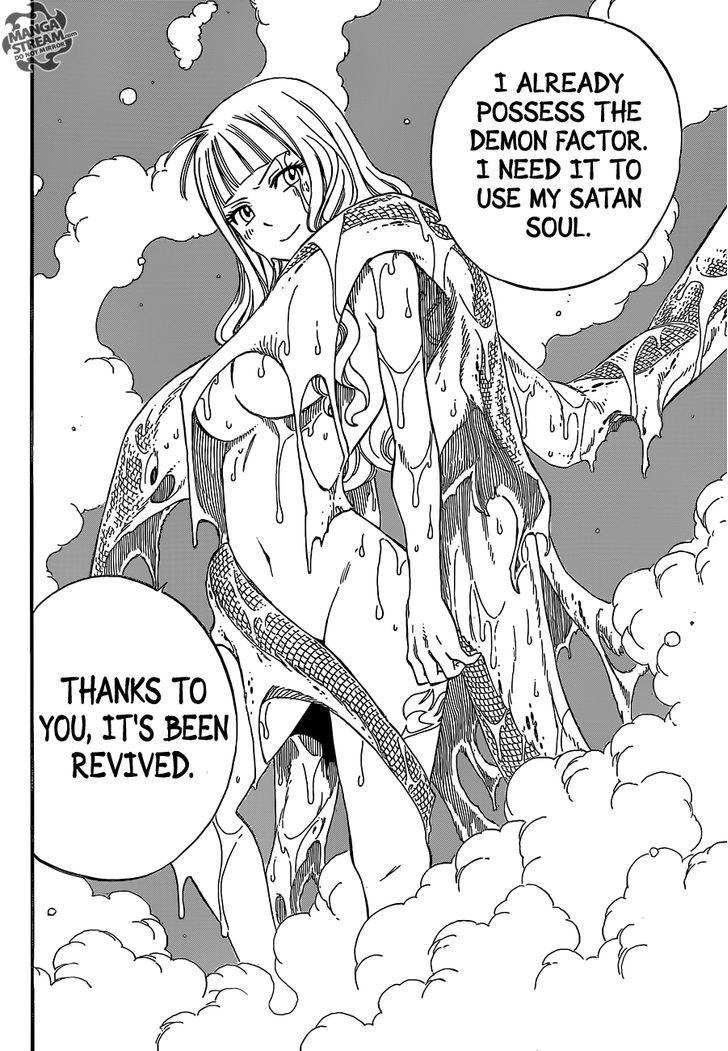 MANGA
STREAM.com
DO NOT MIRROR
I ALREADY
POSSESS THE
DEMON FACTOR.
I NEED IT TO
USE MY SATAN
SOUL.
THANKS TO
YOU, IT'S BEEN
REVIVED.